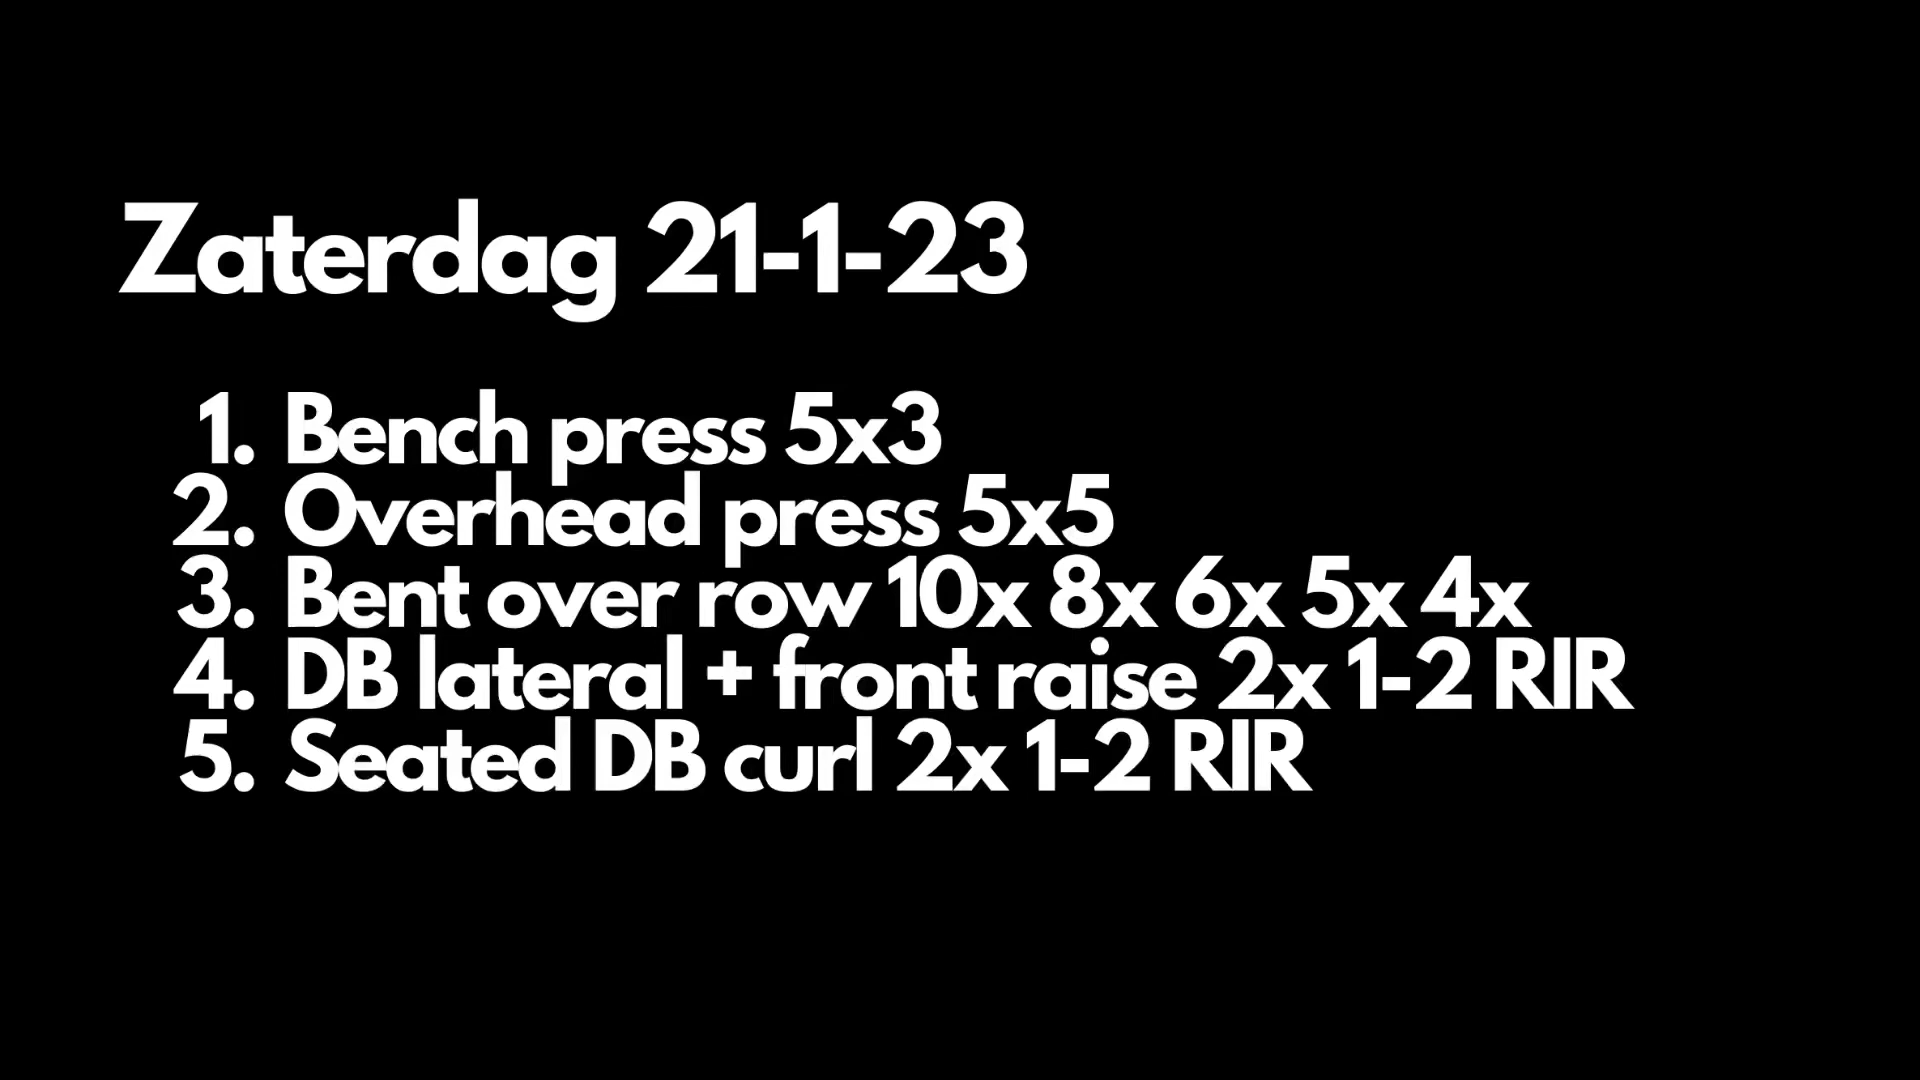 Zaterdag 21-1-23
1. Bench press 5x3
2. Overhead press 5x5
3. Bent over row 10x 8x 6x 5x 4x
4. DB lateral + front raise 2x 1-2 RIR
5. Seated DB curl 2x 1-2 RIR